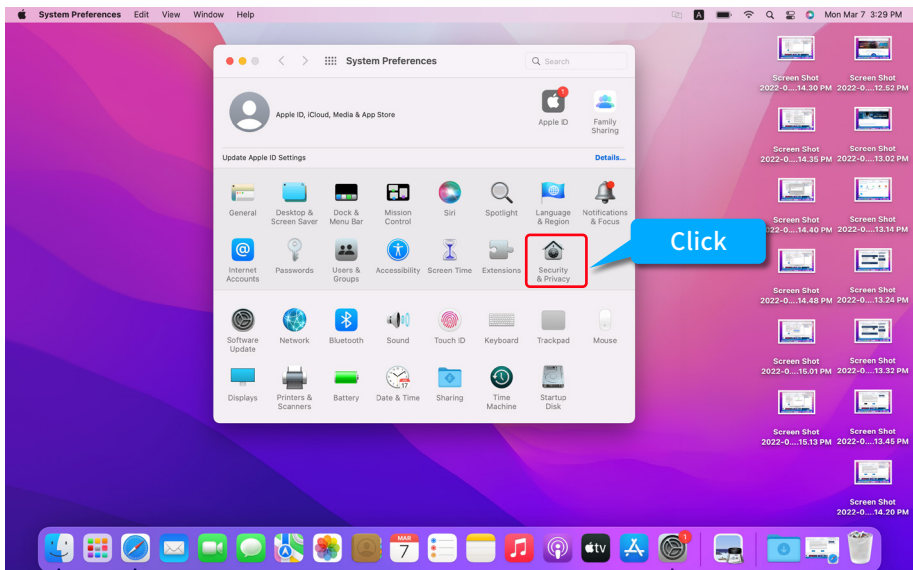 System Preferences Edit View Window Help
A
Mon Mar 7 3:29 PM
System Preferences
Search
Apple ID, iCloud, Media & App Store
1
Apple ID
Family
Sharing
Update Apple ID Settings
Details...
General
Desktop &
Screen Saver
Dock &
Menu Bar
Mission
Control
Siri
Spotlight
Language
& Region
Notifications
& Focus
Internet
Accounts
Passwords
Users &
Groups
Accessibility
Screen Time
Extensions
Security
& Privacy
Click
Software
Update
Network
Bluetooth
Sound
Touch ID
Keyboard
Trackpad
Mouse
Displays
Printers &
Scanners
Battery
17
Date & Time
Sharing
Time
Machine
Startup
Disk
Screen Shot
2022-0....14.30 PM
Screen Shot
2022-0....12.52 PM
Screen Shot
2022-0....14.35 PM
Screen Shot
2022-0....13.02 PM
Screen Shot
22-0....14.40 PM
Screen Shot
2022-0....13.14 PM
Screen Shot
2022-0....14.48 PM
Screen Shot
2022-0....13.24 PM
Screen Shot
2022-0....15.01 PM
Screen Shot
2022-0....13.32 PM
Screen Shot
2022-0....15.13 PM
Screen Shot
2022-0....13.45 PM
Screen Shot
2022-0....14.20 PM
MAR
7
tv
1